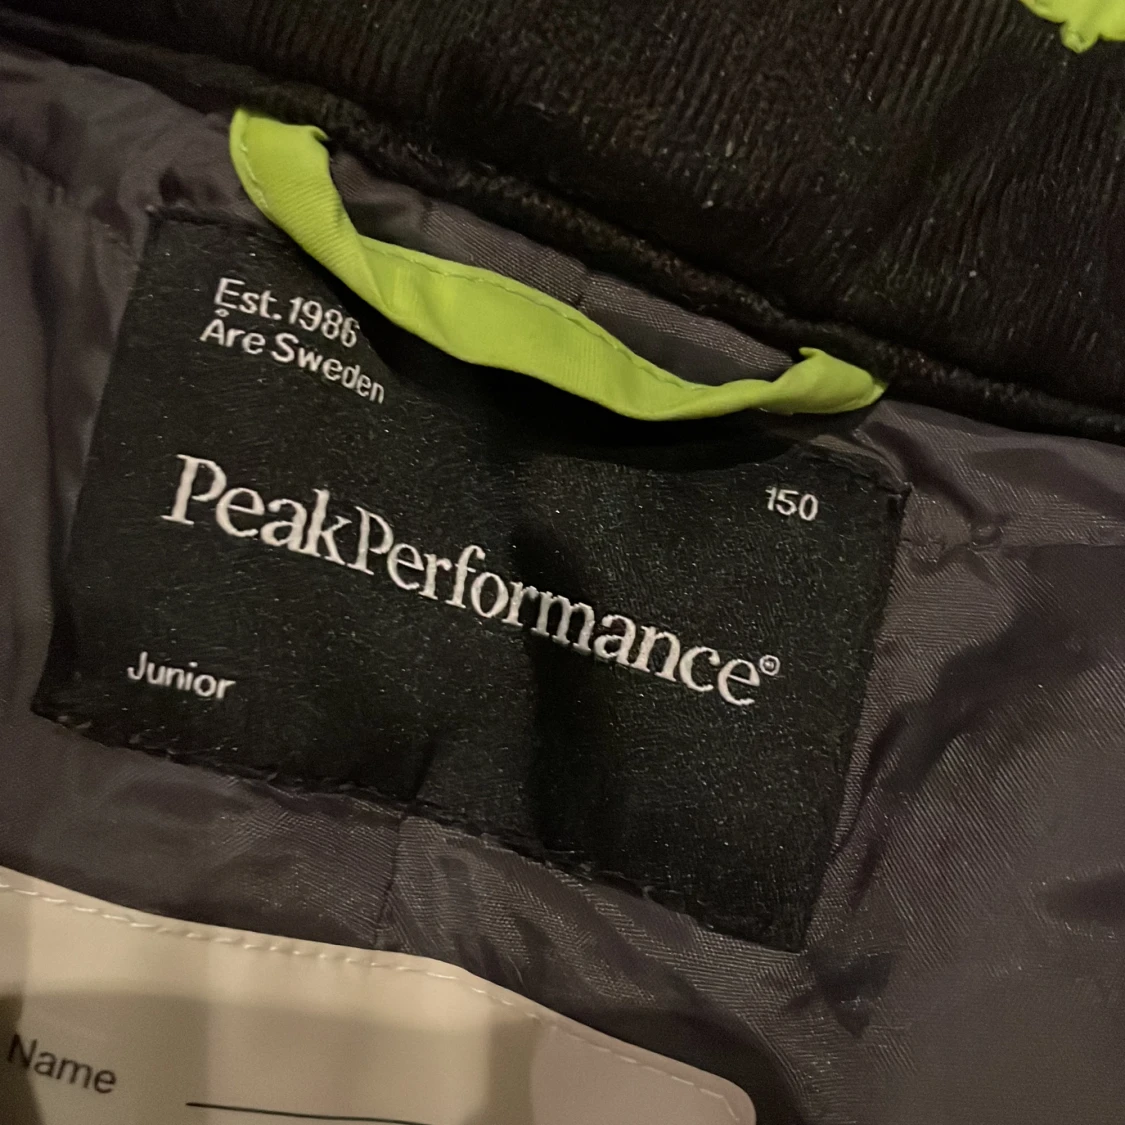 Est. 1986
Åre Sweden
150
PeakPerformance®
Junior
Name